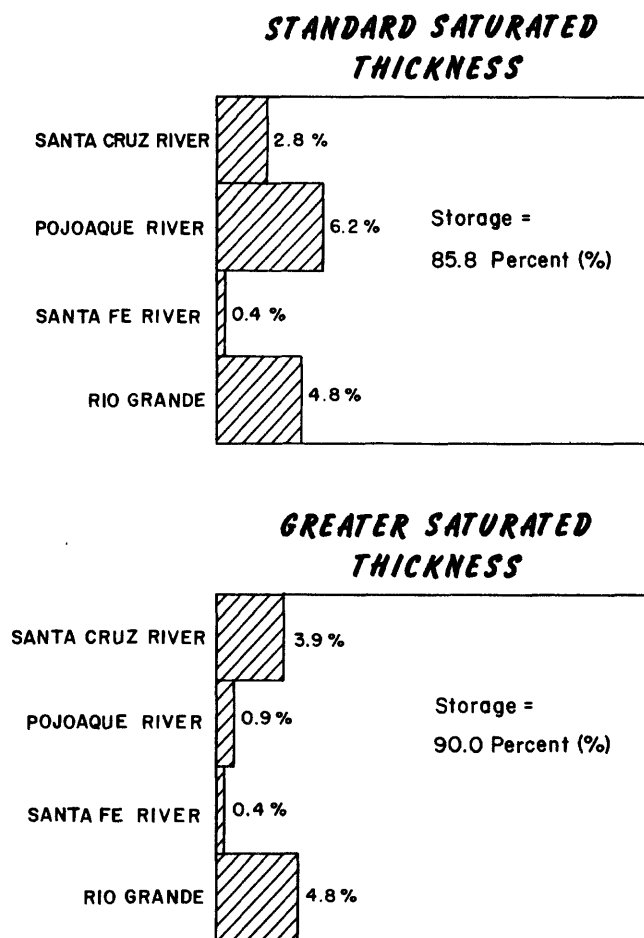 STANDARD SATURATED
THICKNESS
SANTA CRUZ RIVER
2.8 %
POJOAQUE RIVER
6.2 %
Storage =
85.8 Percent (%)
SANTA FE RIVER
0.4 %
RIO GRANDE
4.8 %
GREATER SATURATED
THICKNESS
SANTA CRUZ RIVER
3.9 %
POJOAQUE RIVER
0.9 %
Storage =
90.0 Percent (%)
SANTA FE RIVER
0.4 %
RIO GRANDE
4.8 %